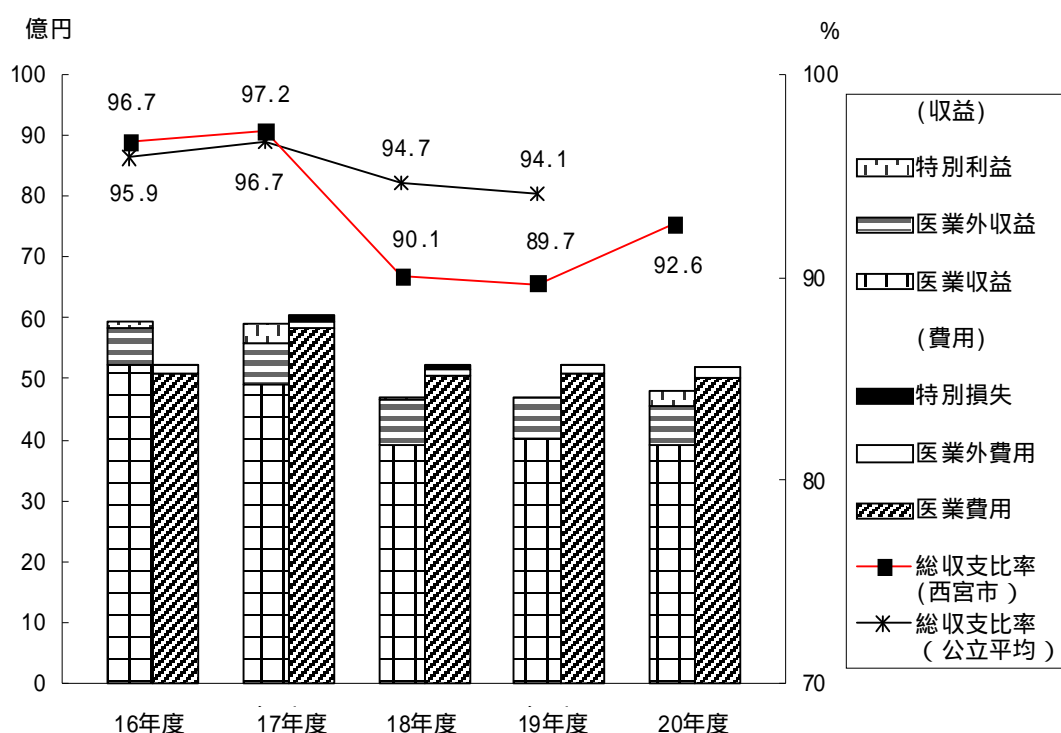 億円
%
100
90
80
70
60
50
40
30
20
10
0
96.7
97.2
94.7
94.1
95.9
96.7
90.1
89.7
92.6
100
90
80
70
16年度
17年度
18年度
19年度
20年度
(収益)
特別利益
医業外収益
医業収益
(費用)
特別損失
医業外費用
医業費用
総収支比率
(西宮市)
総収支比率
(公立平均)